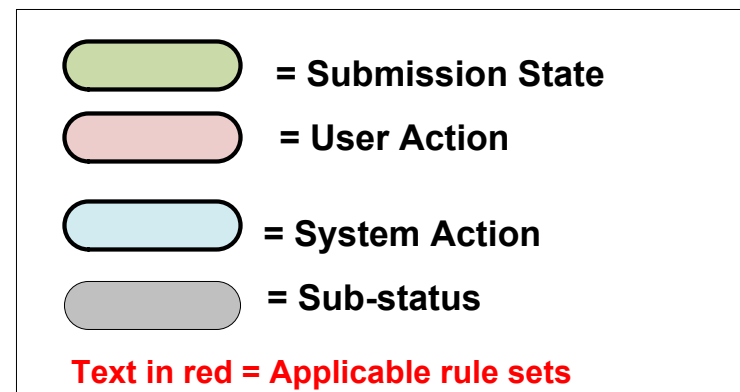 = Submission State
= User Action
= System Action
= Sub-status
Text in red = Applicable rule sets